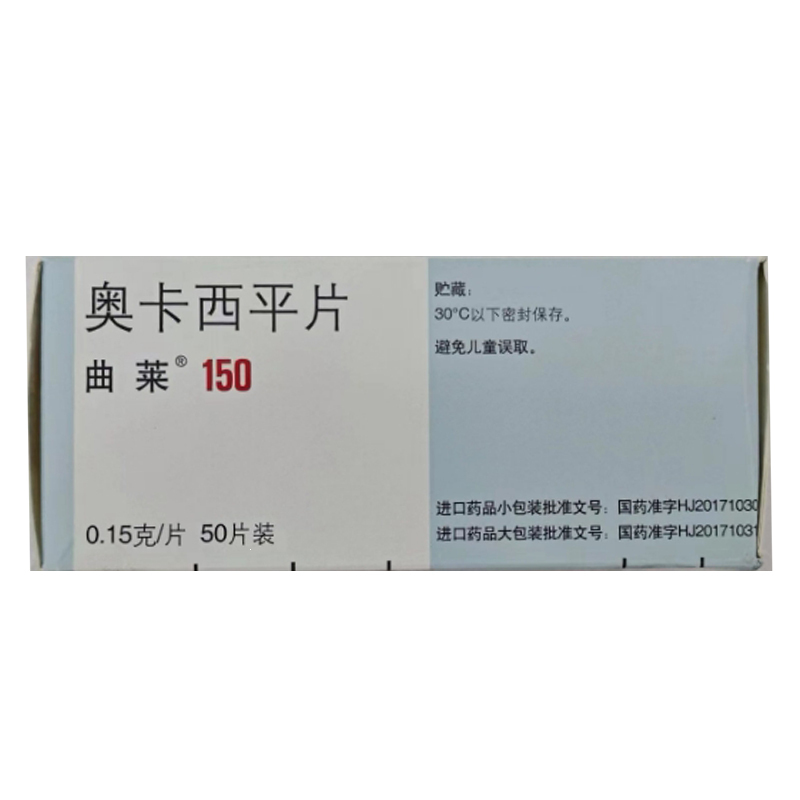 奥卡西平片
曲莱® 150
0.15克/片 50片装
贮藏：
30°C以下密封保存。
避免儿童误取。
进口药品小包装批准文号：国药准字HJ20171030
进口药品大包装批准文号：国药准字HJ20171031